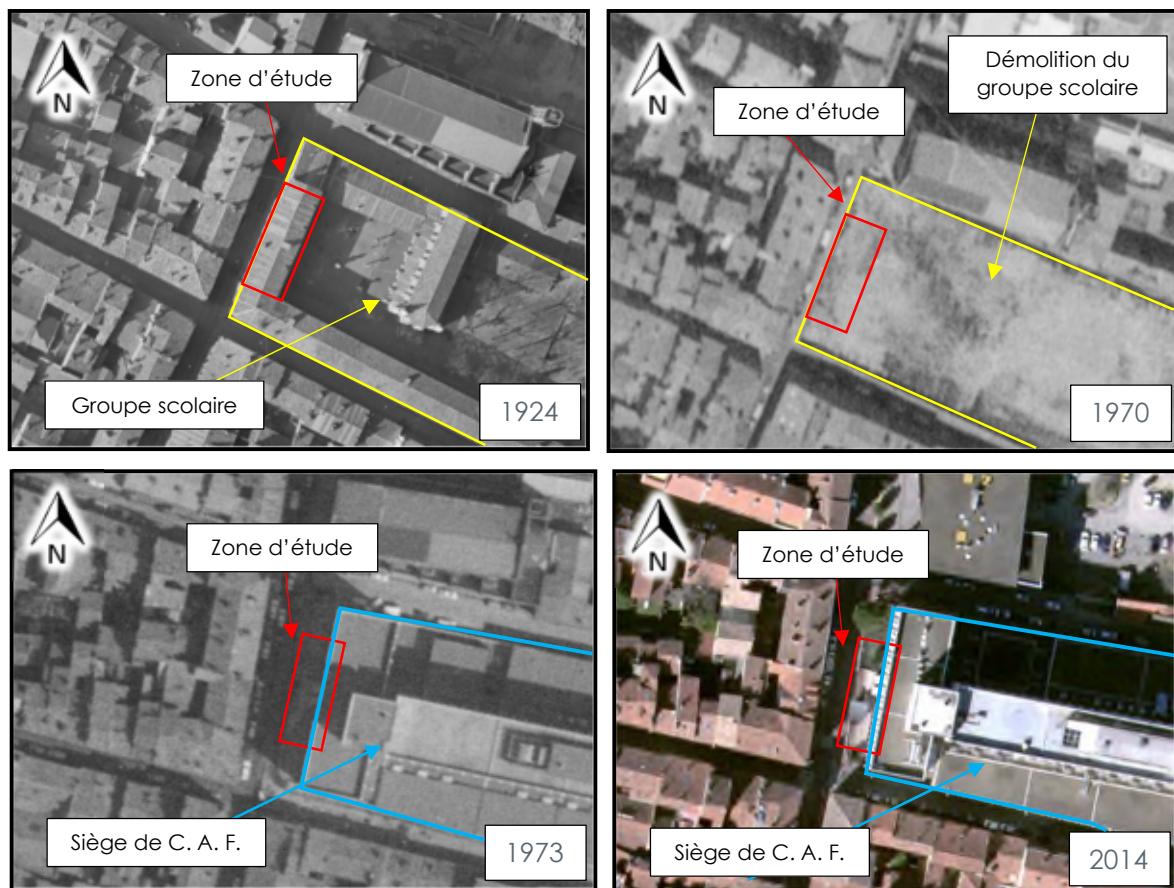 N
Zone d'étude
Groupe scolaire
1924
N
Démolition du
groupe scolaire
Zone d'étude
1970
N
Zone d'étude
Siège de C. A. F.
1973
N
Zone d'étude
Siège de C. A. F.
2014